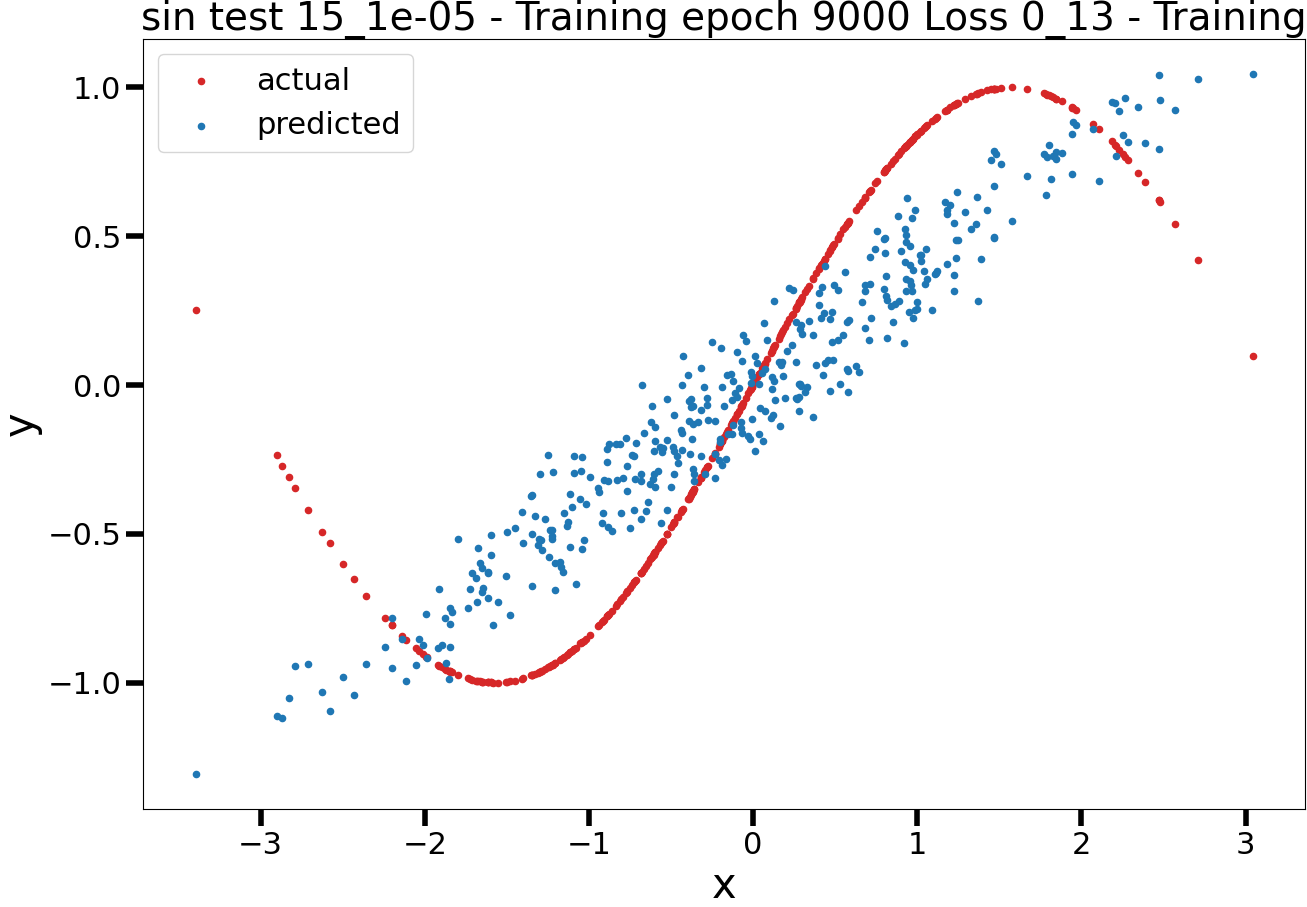 sin test 15_1e-05 - Training epoch 9000 Loss 0_13 - Training
actual
predicted
1.0
0.5
0.0
−0.5
−1.0
y
−3 −2 −1 0 1 2 3
x